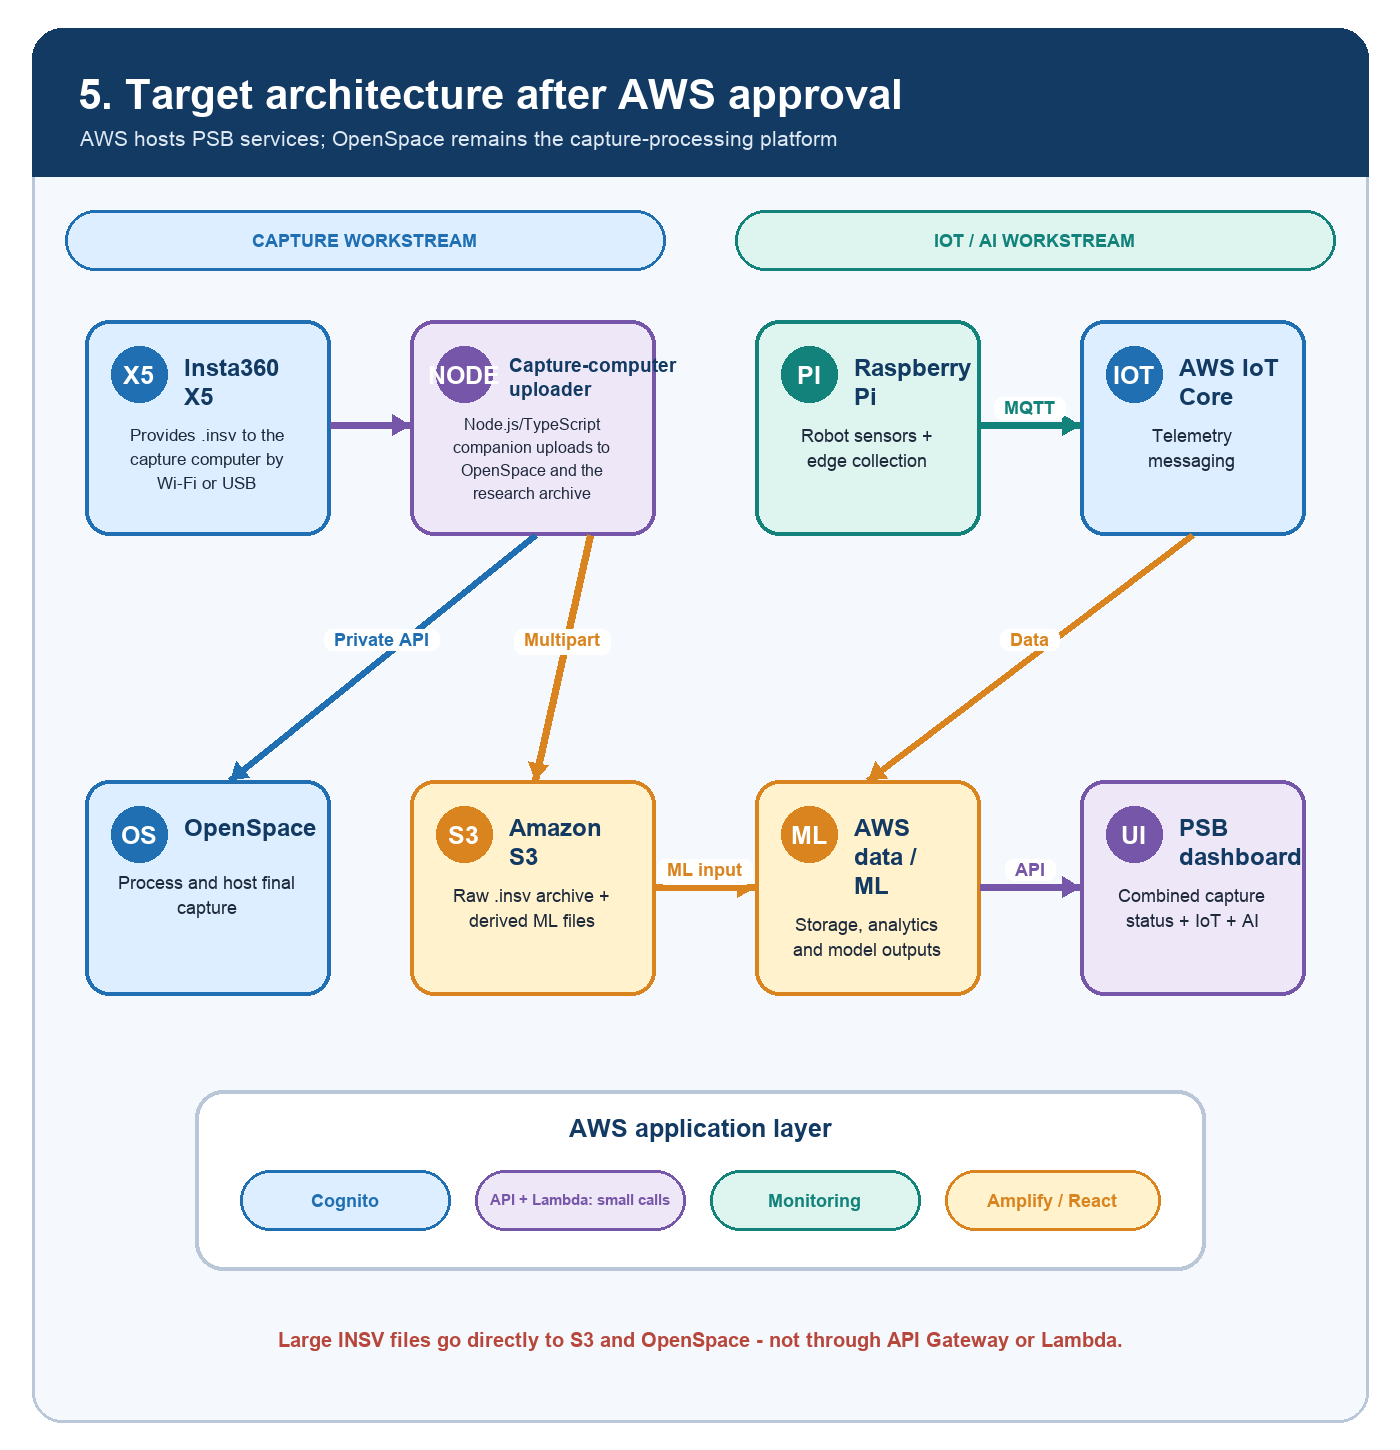 5. Target architecture after AWS approval
AWS hosts PSB services; OpenSpace remains the capture-processing platform
CAPTURE WORKSTREAM
IOT / AI WORKSTREAM
X5
Insta360
X5
Provides .insv to the
capture computer by
Wi-Fi or USB
NODE
Capture-computer
uploader
Node.js/TypeScript
companion uploads to
OpenSpace and the
research archive
PI
Raspberry
Pi
Robot sensors +
edge collection
MQTT
IOT
AWS IoT
Core
Telemetry
messaging
Private API
Multipart
Data
OS
OpenSpace
Process and host final
capture
S3
Amazon
S3
Raw .insv archive +
derived ML files
ML input
ML
AWS
data /
ML
Storage, analytics
and model outputs
API
UI
PSB
dashboard
Combined capture
status + IoT + AI
AWS application layer
Cognito
API + Lambda: small calls
Monitoring
Amplify / React
Large INSV files go directly to S3 and OpenSpace - not through API Gateway or Lambda.